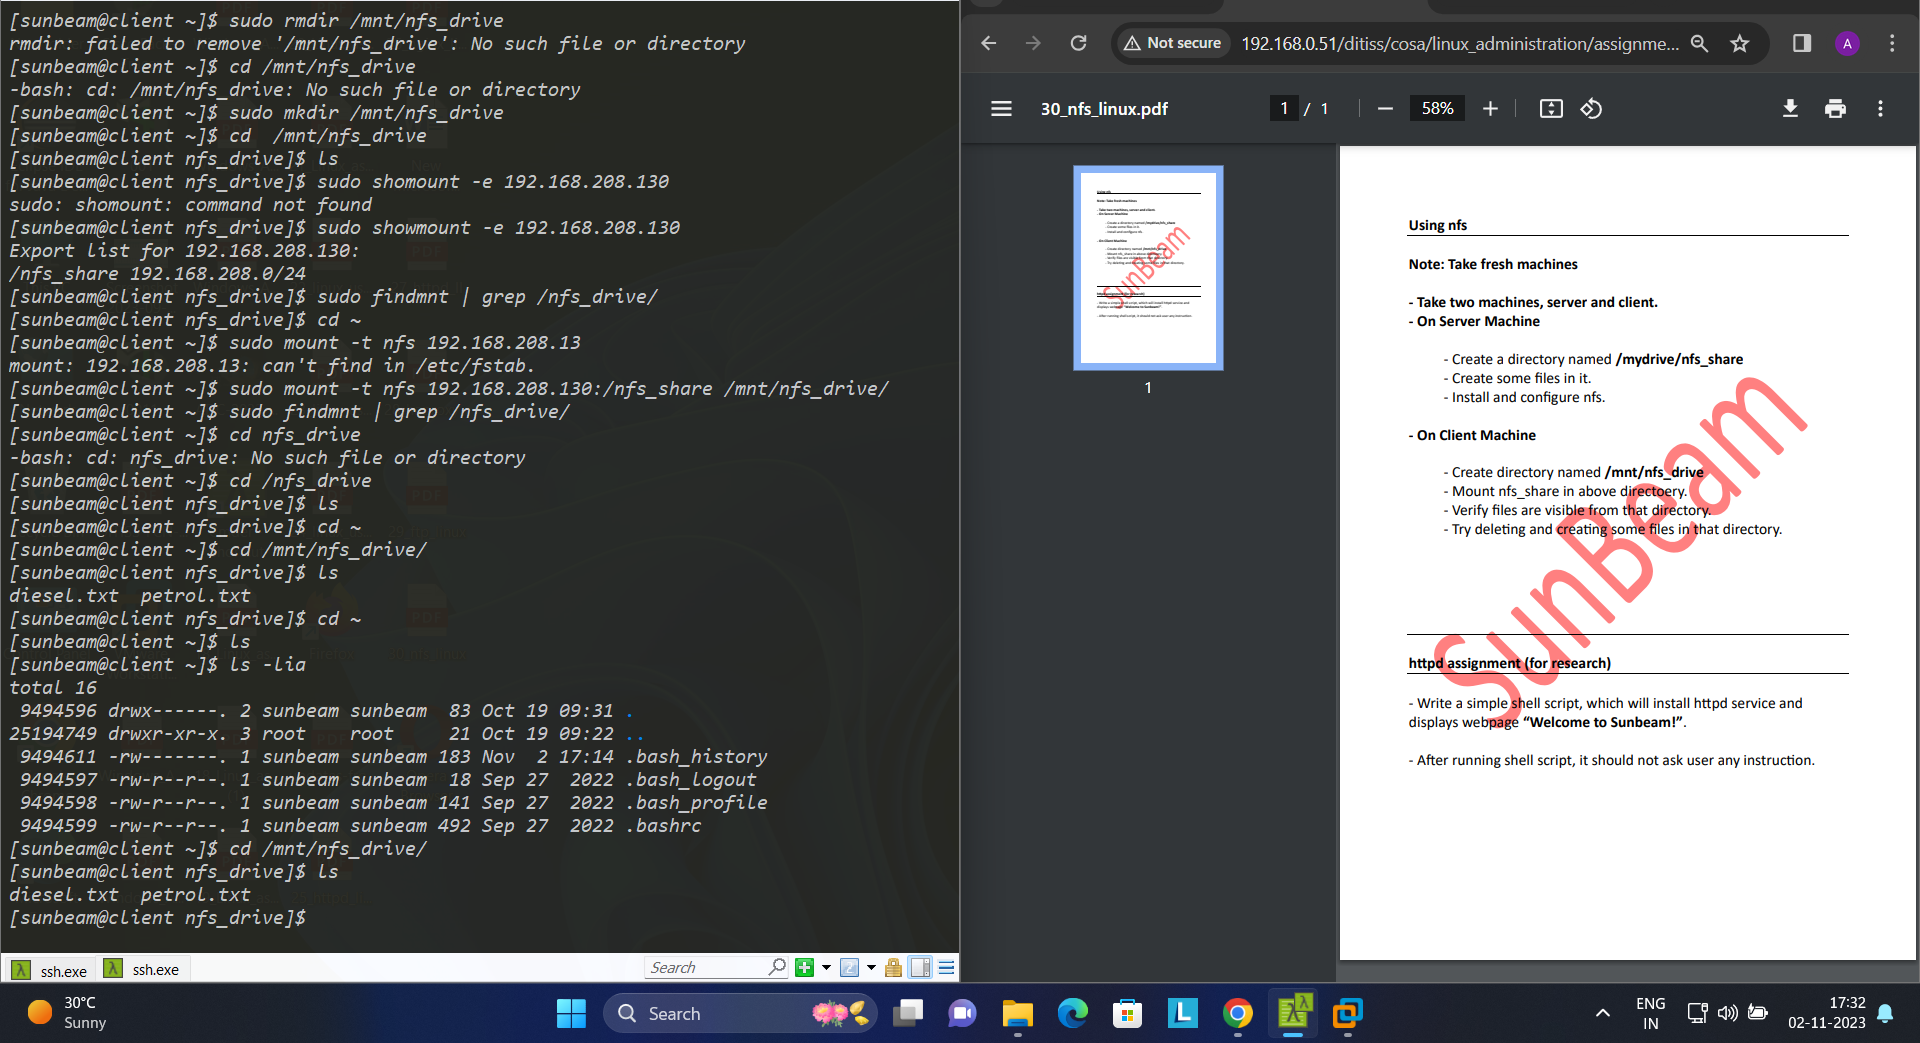 [sunbeam@client ~]$ sudo rmdir /mnt/nfs_drive
rmdir: failed to remove '/mnt/nfs_drive': No such file or directory
[sunbeam@client ~]$ cd /mnt/nfs_drive
-bash: cd: /mnt/nfs_drive: No such file or directory
[sunbeam@client ~]$ sudo mkdir /mnt/nfs_drive
[sunbeam@client ~]$ cd  /mnt/nfs_drive
[sunbeam@client nfs_drive]$ ls
[sunbeam@client nfs_drive]$ sudo shomount -e 192.168.208.130
sudo: shomount: command not found
[sunbeam@client nfs_drive]$ sudo showmount -e 192.168.208.130
Export list for 192.168.208.130:
/nfs_share 192.168.208.0/24
[sunbeam@client nfs_drive]$ sudo findmnt | grep /nfs_drive/
[sunbeam@client nfs_drive]$ cd ~
[sunbeam@client ~]$ sudo mount -t nfs 192.168.208.13
mount: 192.168.208.13: can't find in /etc/fstab.
[sunbeam@client ~]$ sudo mount -t nfs 192.168.208.130:/nfs_share /mnt/nfs_drive/
[sunbeam@client ~]$ sudo findmnt | grep /nfs_drive/
[sunbeam@client ~]$ cd nfs_drive
-bash: cd: nfs_drive: No such file or directory
[sunbeam@client ~]$ cd /nfs_drive
[sunbeam@client nfs_drive]$ ls
[sunbeam@client nfs_drive]$ cd ~
[sunbeam@client ~]$ cd /mnt/nfs_drive/
[sunbeam@client nfs_drive]$ ls
diesel.txt  petrol.txt
[sunbeam@client nfs_drive]$ cd ~
[sunbeam@client ~]$ ls
[sunbeam@client ~]$ ls -lia
total 16
 9494596 drwx------. 2 sunbeam sunbeam  83 Oct 19 09:31 .
25194749 drwxr-xr-x. 3 root    root     21 Oct 19 09:22 ..
 9494611 -rw-------. 1 sunbeam sunbeam 183 Nov  2 17:14 .bash_history
 9494597 -rw-r--r--. 1 sunbeam sunbeam  18 Sep 27  2022 .bash_logout
 9494598 -rw-r--r--. 1 sunbeam sunbeam 141 Sep 27  2022 .bash_profile
 9494599 -rw-r--r--. 1 sunbeam sunbeam 492 Sep 27  2022 .bashrc
[sunbeam@client ~]$ cd /mnt/nfs_drive/
[sunbeam@client nfs_drive]$ ls
diesel.txt  petrol.txt
[sunbeam@client nfs_drive]$
ssh.exe
ssh.exe
Search
Not secure
192.168.0.51/ditiss/cosa/linux_administration/assignme...
A
30_nfs_linux.pdf
1 / 1
58%
1
Using nfs
Note: Take fresh machines
- Take two machines, server and client.
- On Server Machine
- Create a directory named /mydrive/nfs_share
- Create some files in it.
- Install and configure nfs.
- On Client Machine
- Create directory named /mnt/nfs_drive
- Mount nfs_share in above directoery.
- Verify files are visible from that directory.
- Try deleting and creating some files in that directory.
SunBeam
httpd assignment (for research)
- Write a simple shell script, which will install httpd service and
displays webpage “Welcome to Sunbeam!”.
- After running shell script, it should not ask user any instruction.
30°C
Sunny
Search
ENG
IN
17:32
02-11-2023